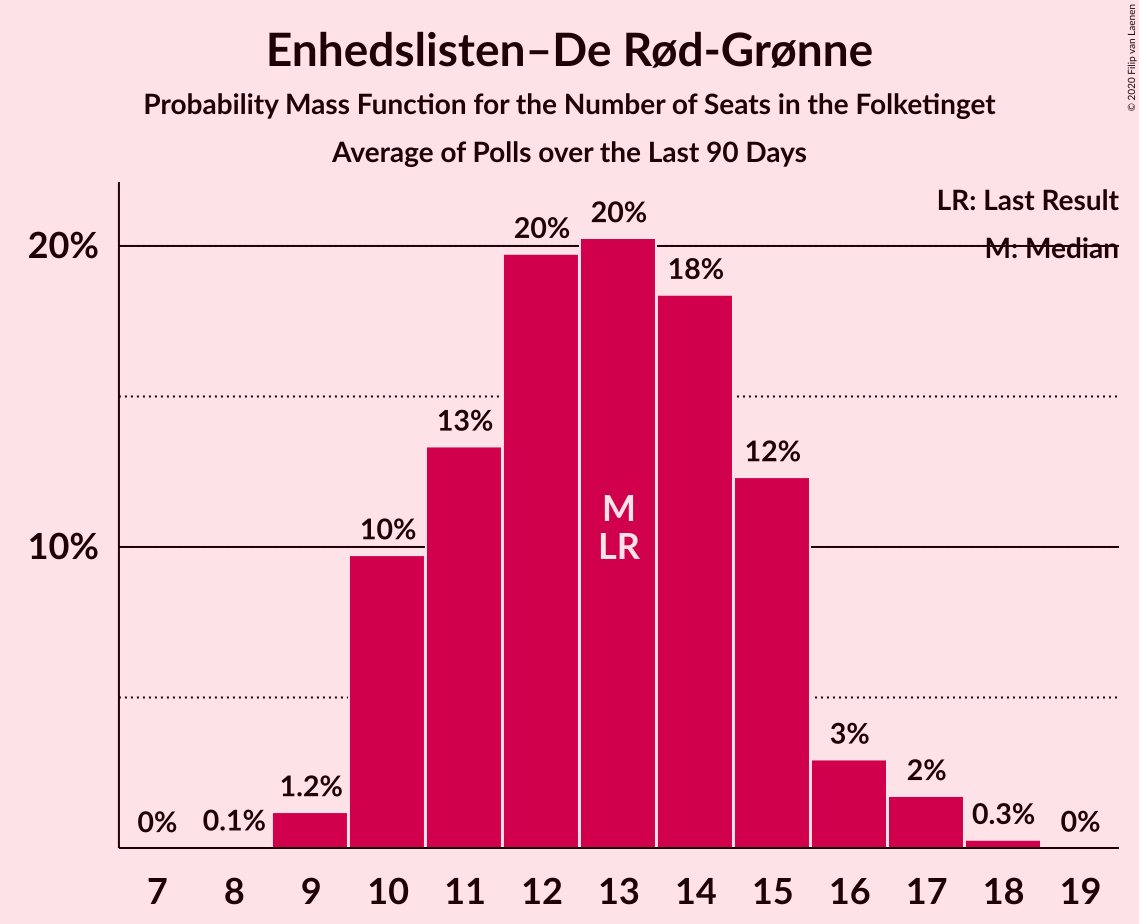 Enhedslisten–De Rød-Grønne
Probability Mass Function for the Number of Seats in the Folketinget
Average of Polls over the Last 90 Days
© 2020 Filip van Laenen
LR: Last Result
M: Median
20%
10%
0%
0.1%
1.2%
10%
13%
20%
20%
18%
12%
3%
2%
0.3%
0%
M
LR
7 8 9 10 11 12 13 14 15 16 17 18 19